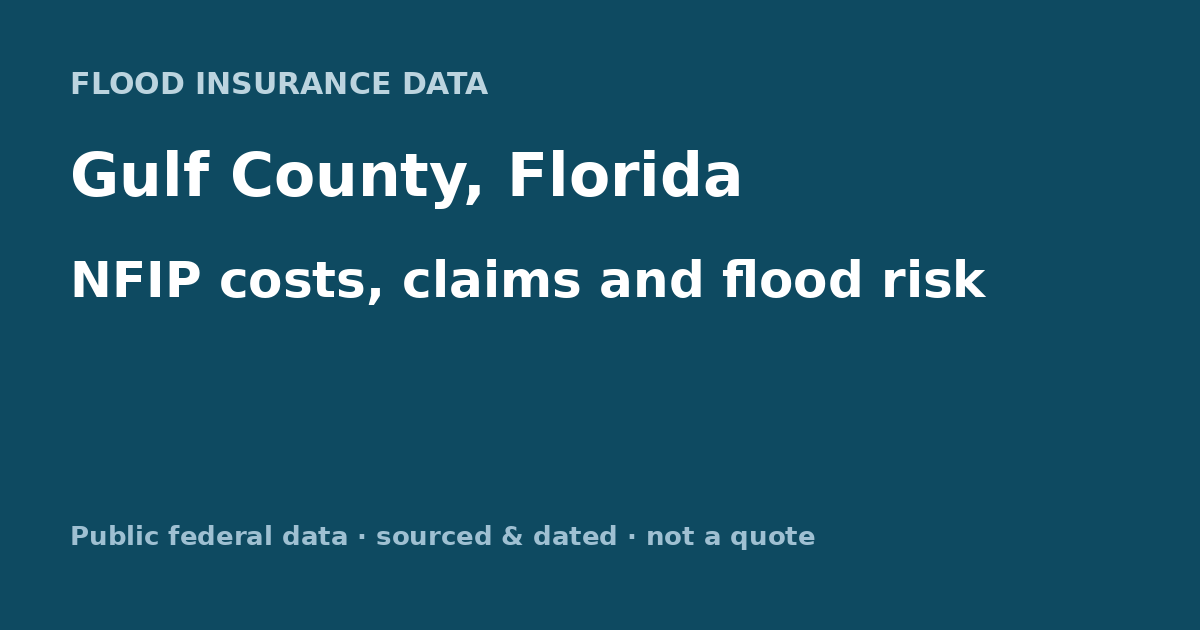 FLOOD INSURANCE DATA
Gulf County, Florida
NFIP costs, claims and flood risk
Public federal data · sourced & dated · not a quote